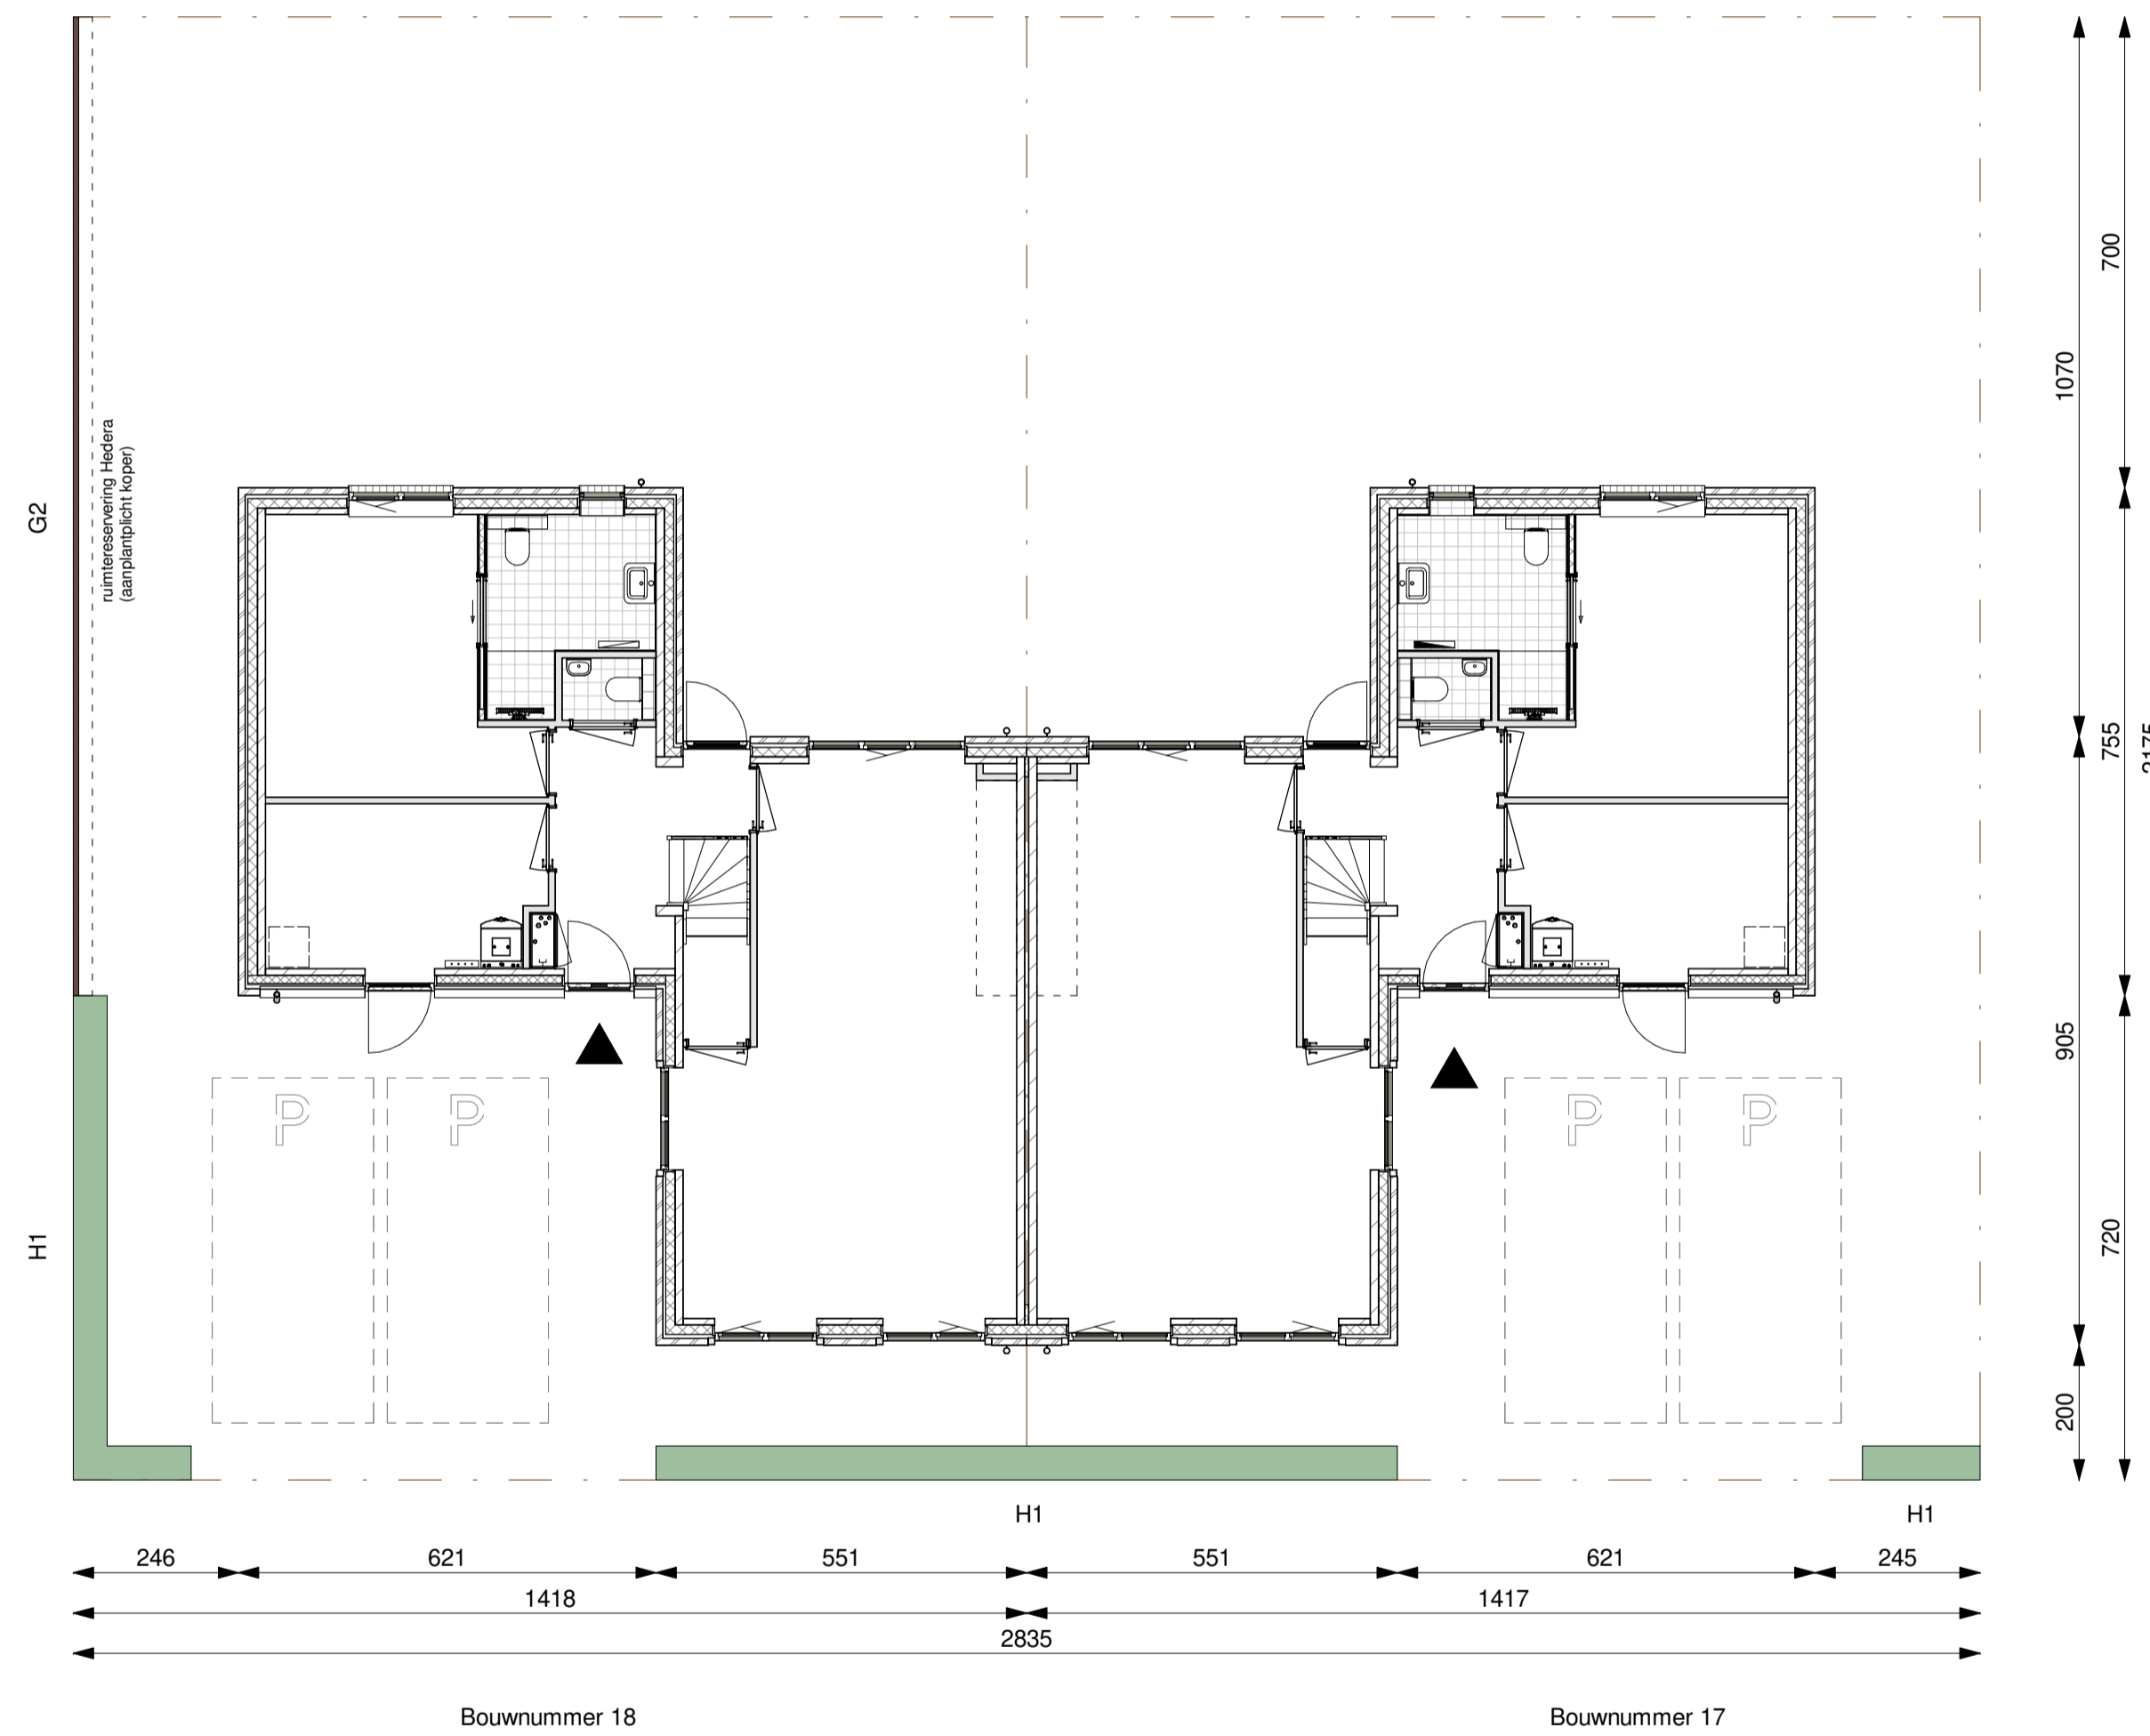 700
1070
G2
ruimtereservering Hedera
(aanplantplicht koper)
755
905
P P P P
720
H1
200
H1 H1
246 621 551 551 621 245
1418 1417
2835
Bouwnummer 18 Bouwnummer 17